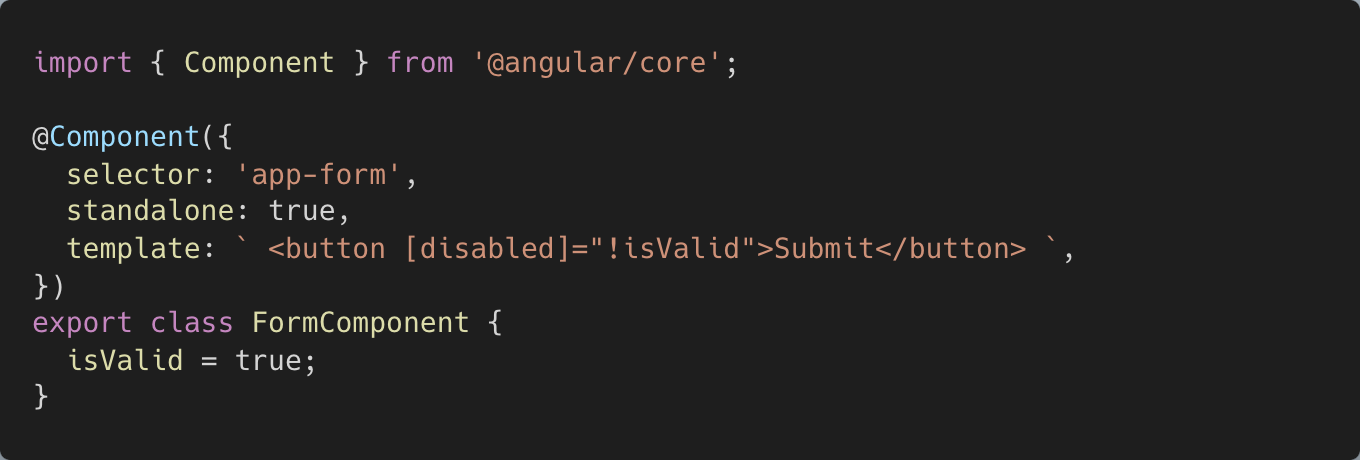 import { Component } from '@angular/core';

@Component({
  selector: 'app-form',
  standalone: true,
  template: ` <button [disabled]="!isValid">Submit</button> `,
})
export class FormComponent {
  isValid = true;
}